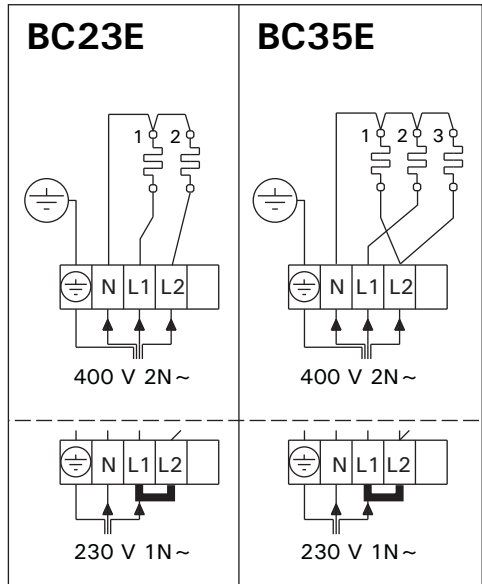 BC23E
1 2
N L1 L2
400 V 2N~
N L1 L2
230 V 1N~
BC35E
1 2 3
N L1 L2
400 V 2N~
N L1 L2
230 V 1N~